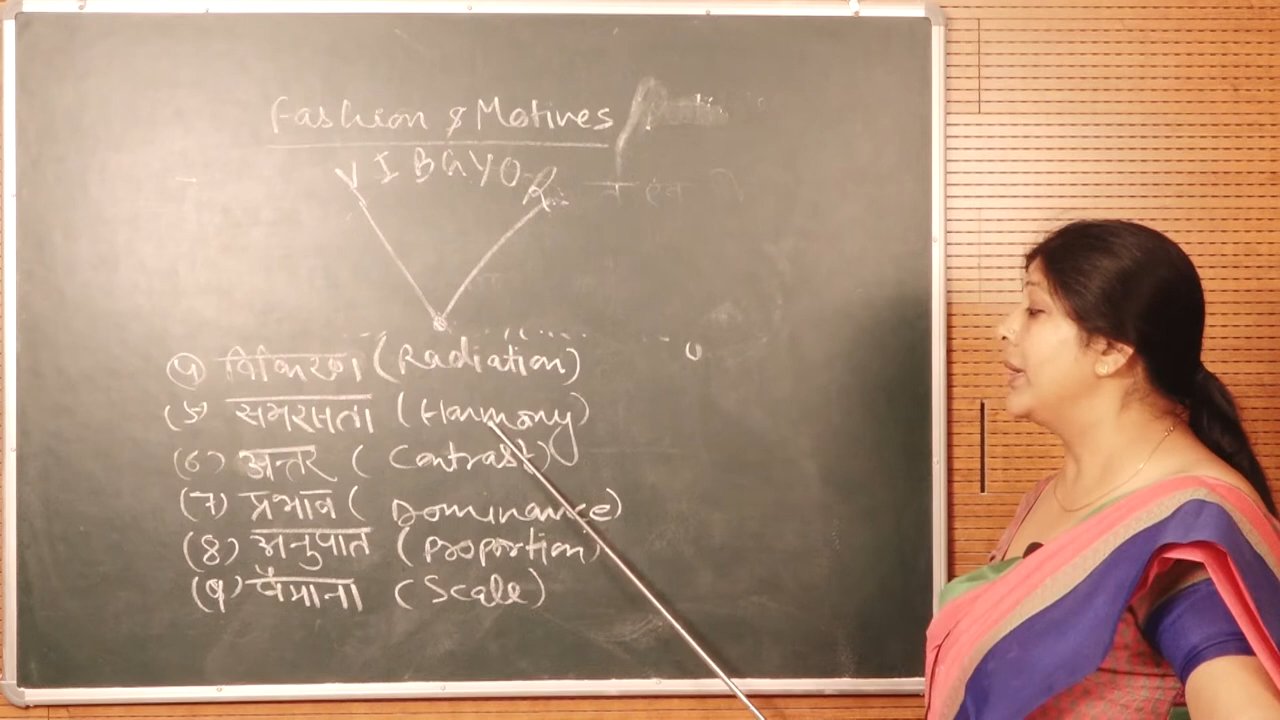 Fashion & Motives
VIBGYOR
विकिरण (Radiation)
(5) समरसता (Harmony)
(6) अन्तर (Contrast)
(7) प्रभाव (Dominance)
(8) अनुपात (Proportion)
(9) पैमाना (Scale)